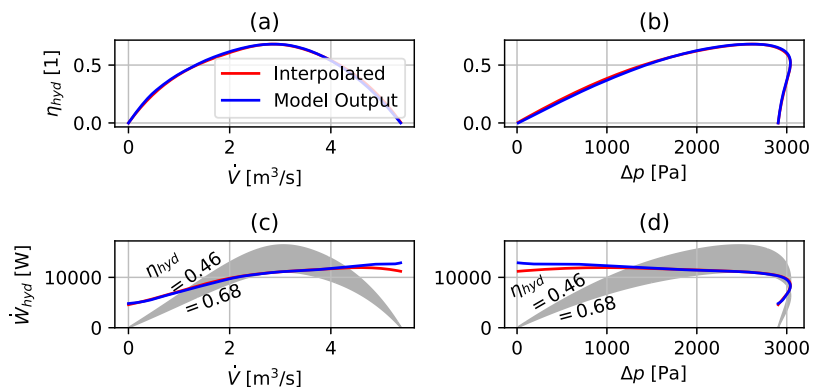 (a)
(b)
η_hyd [1]
0.5
0.0
0
2
4
V̇ [m³/s]
Interpolated
Model Output
0.5
0.0
0
1000
2000
3000
Δp [Pa]
(c)
(d)
Ẇ_hyd [W]
10000
0
0
2
4
V̇ [m³/s]
η_hyd
= 0.46
= 0.68
10000
0
0
1000
2000
3000
Δp [Pa]
η_hyd
= 0.46
= 0.68